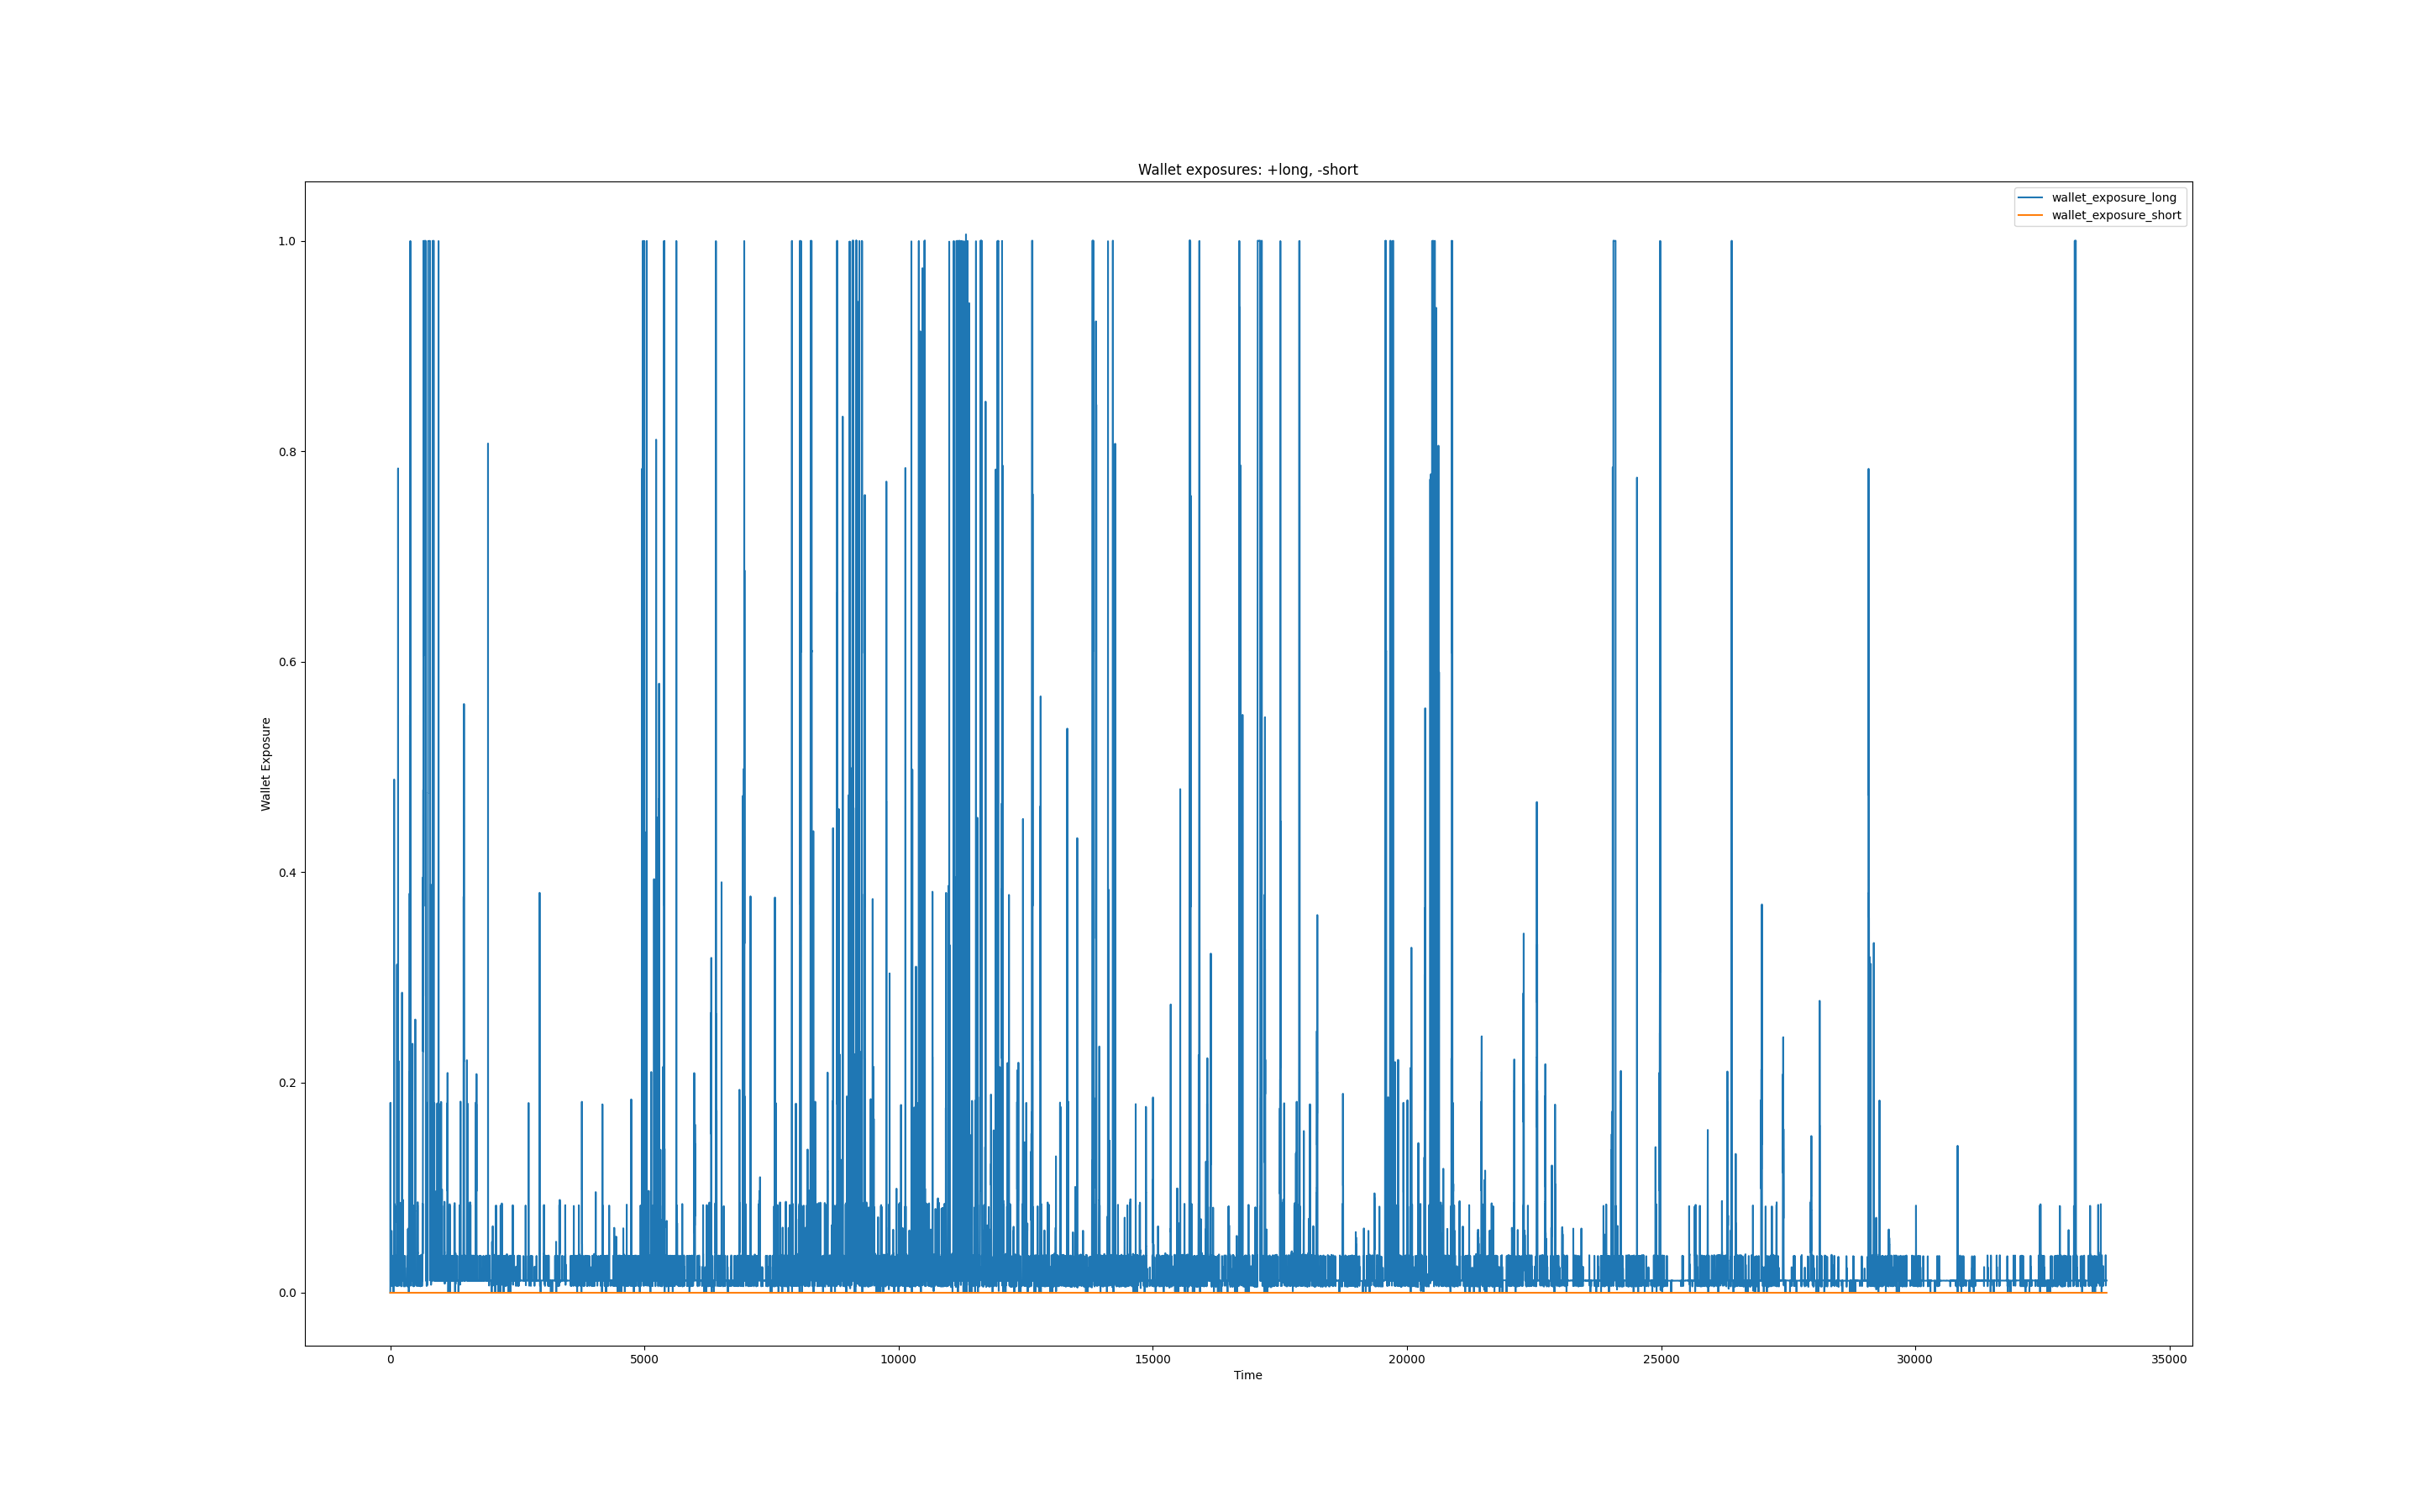 Wallet exposures: +long, -short
wallet_exposure_long
wallet_exposure_short
1.0
0.8
0.6
0.4
0.2
0.0
Wallet Exposure
0 5000 10000 15000 20000 25000 30000 35000
Time